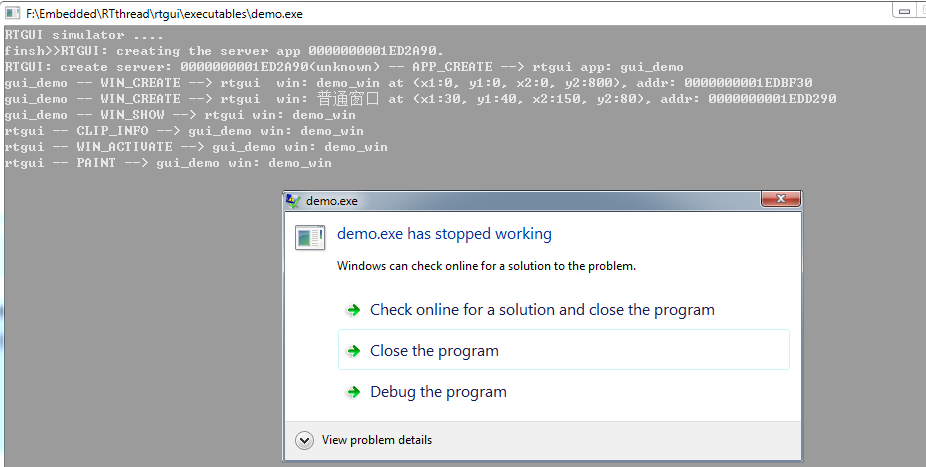 F:\Embedded\RTthread\rtgui\executables\demo.exe
RTGUI simulator ....
finsh>>RTGUI: creating the server app 0000000001ED2A90.
RTGUI: create server: 0000000001ED2A90(unknown) -- APP_CREATE --> rtgui app: gui_demo
gui_demo -- WIN_CREATE --> rtgui  win: demo_win at (x1:0, y1:0, x2:0, y2:800), addr: 0000000001EDBF30
gui_demo -- WIN_CREATE --> rtgui  win: 普通窗口 at (x1:30, y1:40, x2:150, y2:80), addr: 0000000001EDD290
gui_demo -- WIN_SHOW --> rtgui win: demo_win
rtgui -- CLIP_INFO --> gui_demo win: demo_win
rtgui -- WIN_ACTIVATE --> gui_demo win: demo_win
rtgui -- PAINT --> gui_demo win: demo_win
demo.exe
demo.exe has stopped working
Windows can check online for a solution to the problem.
Check online for a solution and close the program
Close the program
Debug the program
View problem details